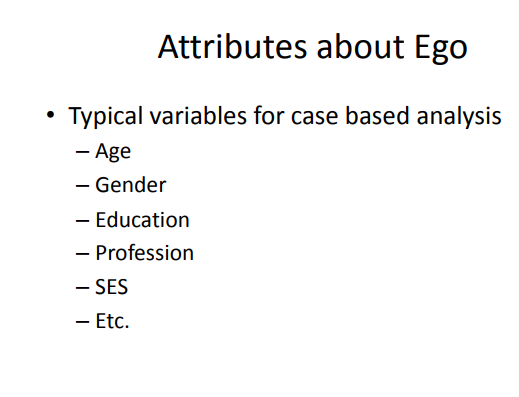 Attributes about Ego
• Typical variables for case based analysis
– Age
– Gender
– Education
– Profession
– SES
– Etc.